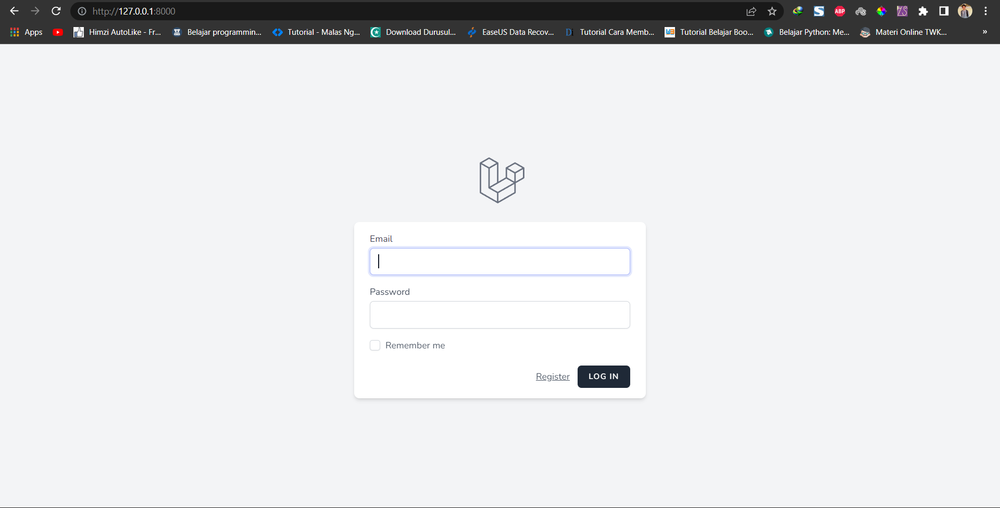 http://127.0.0.1:8000
ABP
Apps Himzi AutoLike - Fr... Belajar programmin... Tutorial - Malas Ng... Download Durusul... EaseUS Data Recov... Tutorial Cara Memb... Tutorial Belajar Boo... Belajar Python: Me... Materi Online TWK... »
Email
Password
Remember me
Register LOG IN